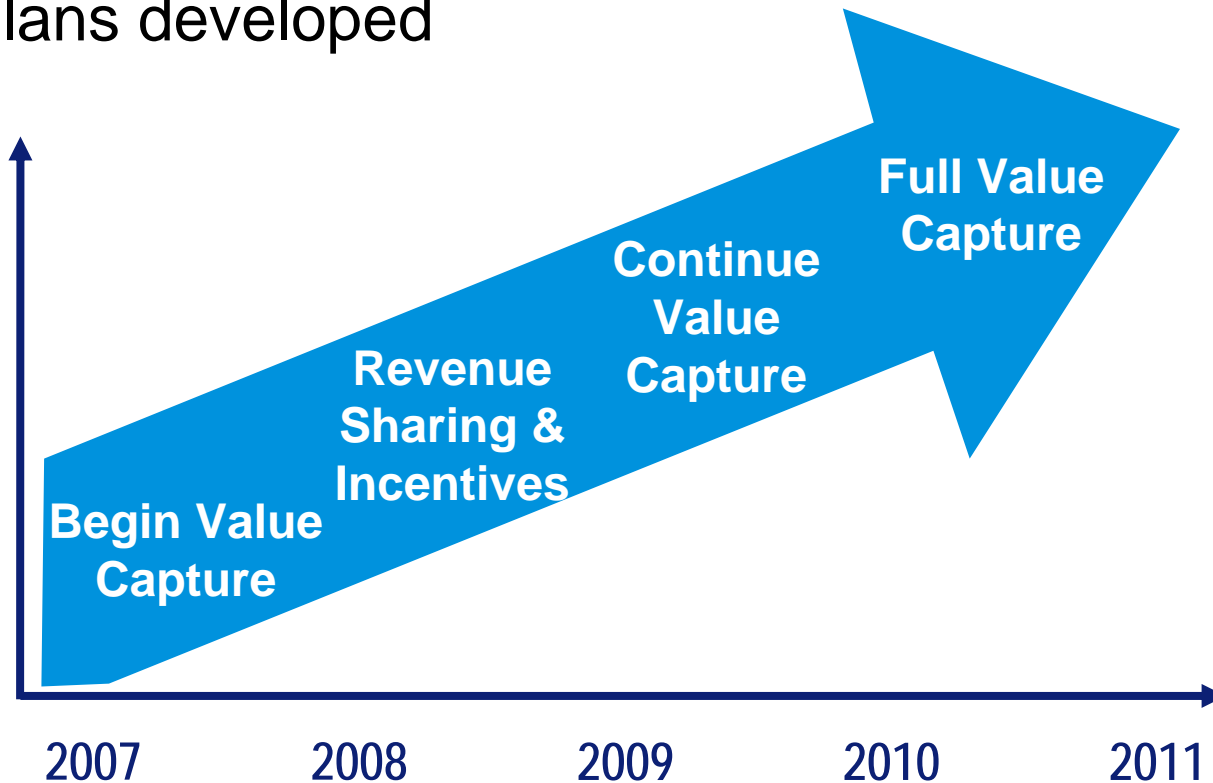 lans developed
Full Value
Capture
Continue
Value
Capture
Revenue
Sharing &
Incentives
Begin Value
Capture
2007 2008 2009 2010 2011